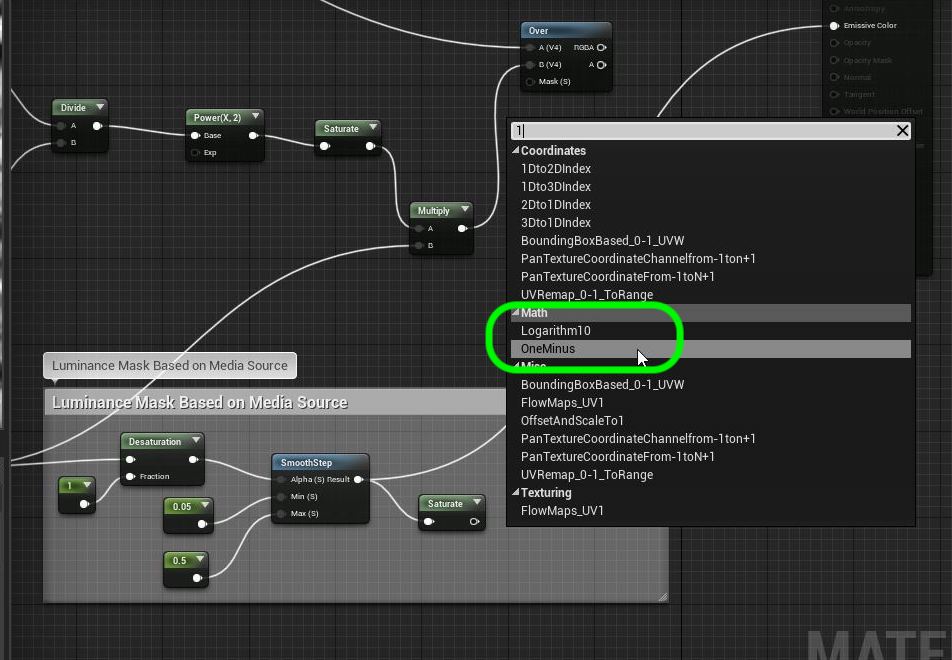 Anisotropy
Emissive Color
Opacity
Opacity Mask
Normal
Tangent
World Position Offset
Over
A (V4) RGBA
B (V4) A
Mask (S)
Divide
A
B
Power(X, 2)
Base
Exp
Saturate
Multiply
A
B
1
Coordinates
1Dto2DIndex
1Dto3DIndex
2Dto1DIndex
3Dto1DIndex
BoundingBoxBased_0-1_UVW
PanTextureCoordinateChannelfrom-1ton+1
PanTextureCoordinateFrom-1toN+1
UVRemap_0-1_ToRange
Math
Logarithm10
OneMinus
Misc
BoundingBoxBased_0-1_UVW
FlowMaps_UV1
OffsetAndScaleTo1
PanTextureCoordinateChannelfrom-1ton+1
PanTextureCoordinateFrom-1toN+1
UVRemap_0-1_ToRange
Texturing
FlowMaps_UV1
Luminance Mask Based on Media Source
Luminance Mask Based on Media Source
Desaturation
Fraction
1
0.05
0.5
SmoothStep
Alpha (S) Result
Min (S)
Max (S)
Saturate
MATE